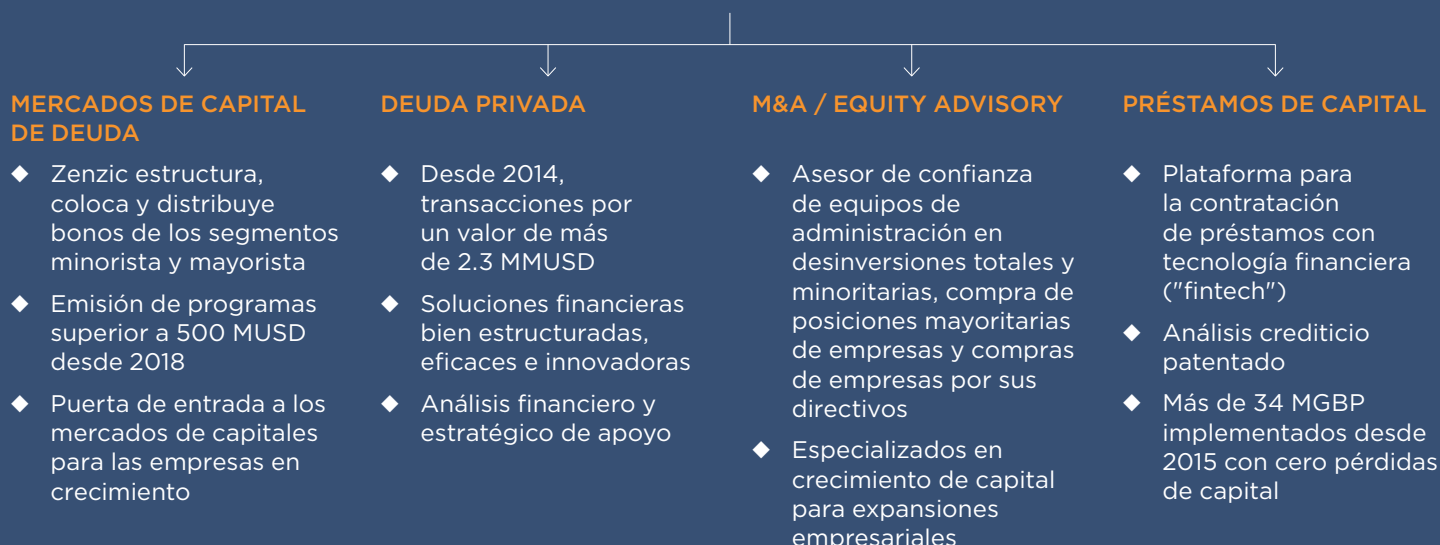 MERCADOS DE CAPITAL
DE DEUDA
◆ Zenzic estructura,
coloca y distribuye
bonos de los segmentos
minorista y mayorista
◆ Emisión de programas
superior a 500 MUSD
desde 2018
◆ Puerta de entrada a los
mercados de capitales
para las empresas en
crecimiento
DEUDA PRIVADA
◆ Desde 2014,
transacciones por
un valor de más
de 2.3 MMUSD
◆ Soluciones financieras
bien estructuradas,
eficaces e innovadoras
◆ Análisis financiero y
estratégico de apoyo
M&A / EQUITY ADVISORY
◆ Asesor de confianza
de equipos de
administración en
desinversiones totales y
minoritarias, compra de
posiciones mayoritarias
de empresas y compras
de empresas por sus
directivos
◆ Especializados en
crecimiento de capital
para expansiones
empresariales
PRÉSTAMOS DE CAPITAL
◆ Plataforma para
la contratación
de préstamos con
tecnología financiera
("fintech")
◆ Análisis crediticio
patentado
◆ Más de 34 MGBP
implementados desde
2015 con cero pérdidas
de capital